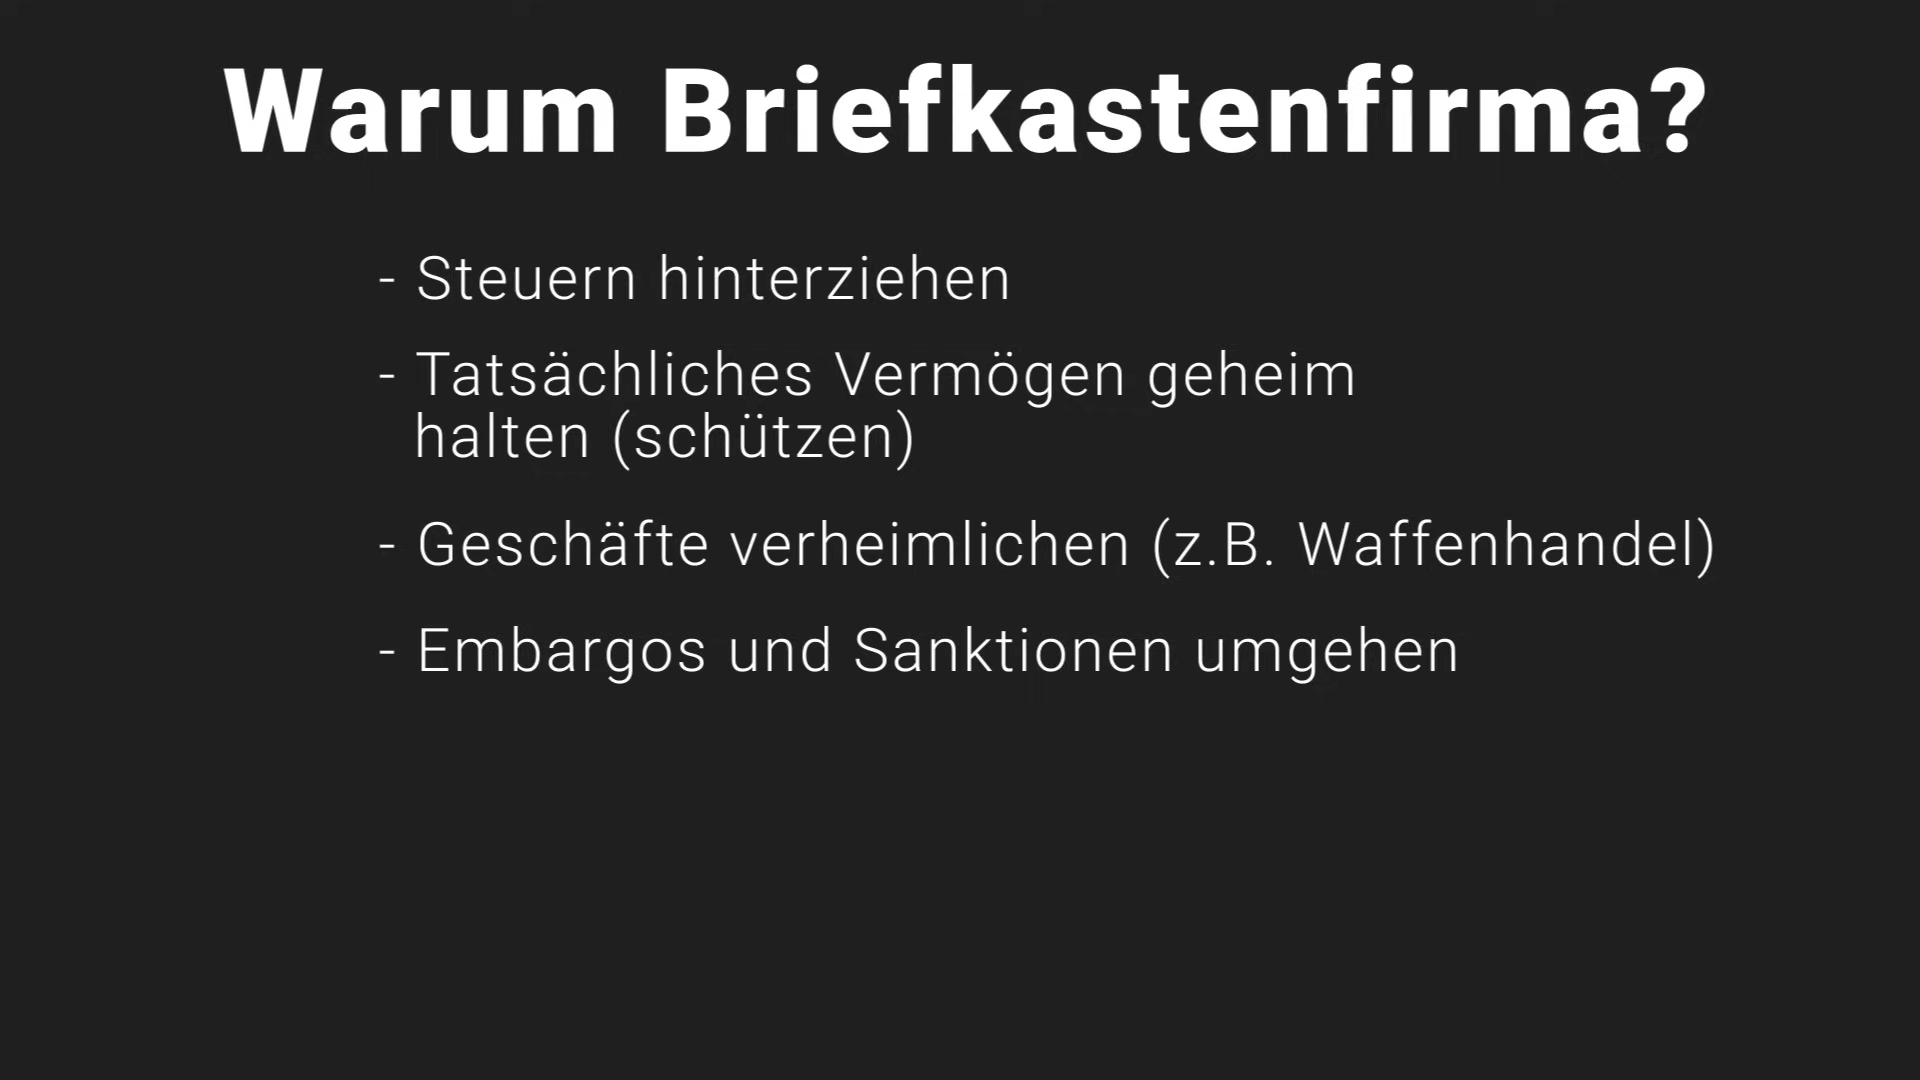 Warum Briefkastenfirma?
- Steuern hinterziehen
- Tatsächliches Vermögen geheim
halten (schützen)
- Geschäfte verheimlichen (z.B. Waffenhandel)
- Embargos und Sanktionen umgehen